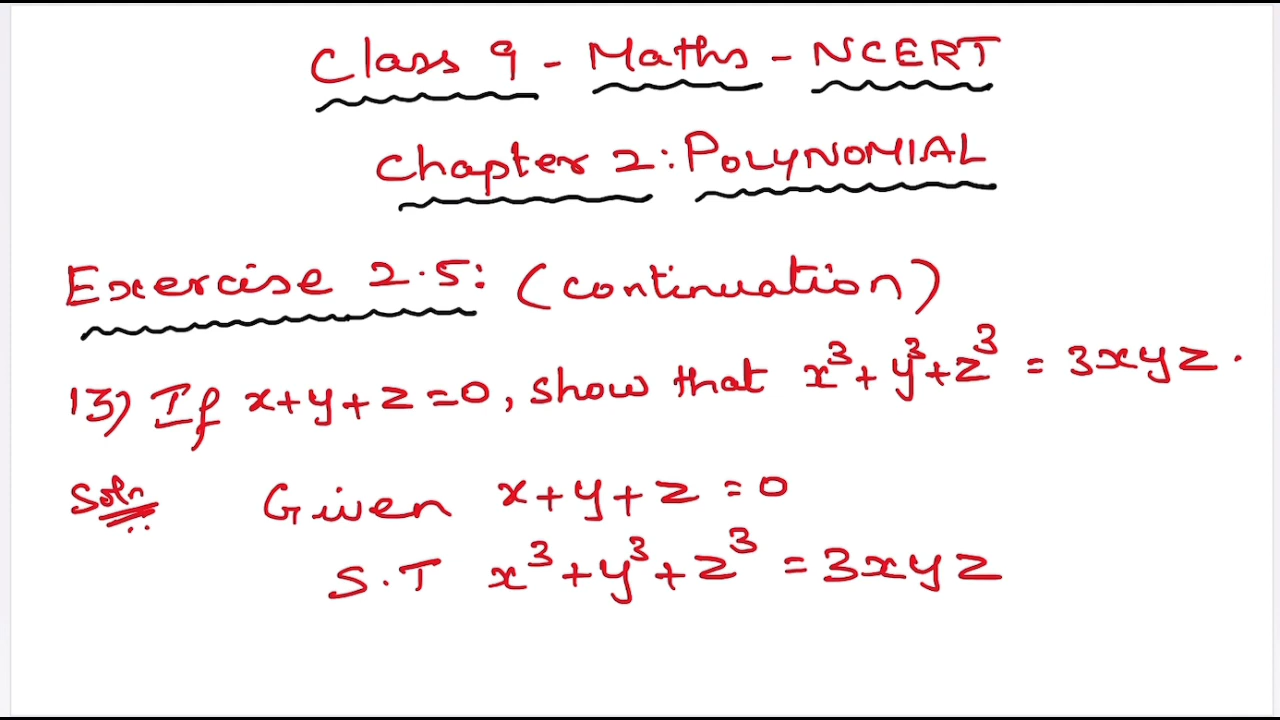 Class 9 - Maths - NCERT
Chapter 2: POLYNOMIAL
Exercise 2.5: (continuation)
13) If x+y+z=0, show that x³+y³+z³ = 3xyz.
Soln
Given x+y+z=0
S.T x³+y³+z³ = 3xyz